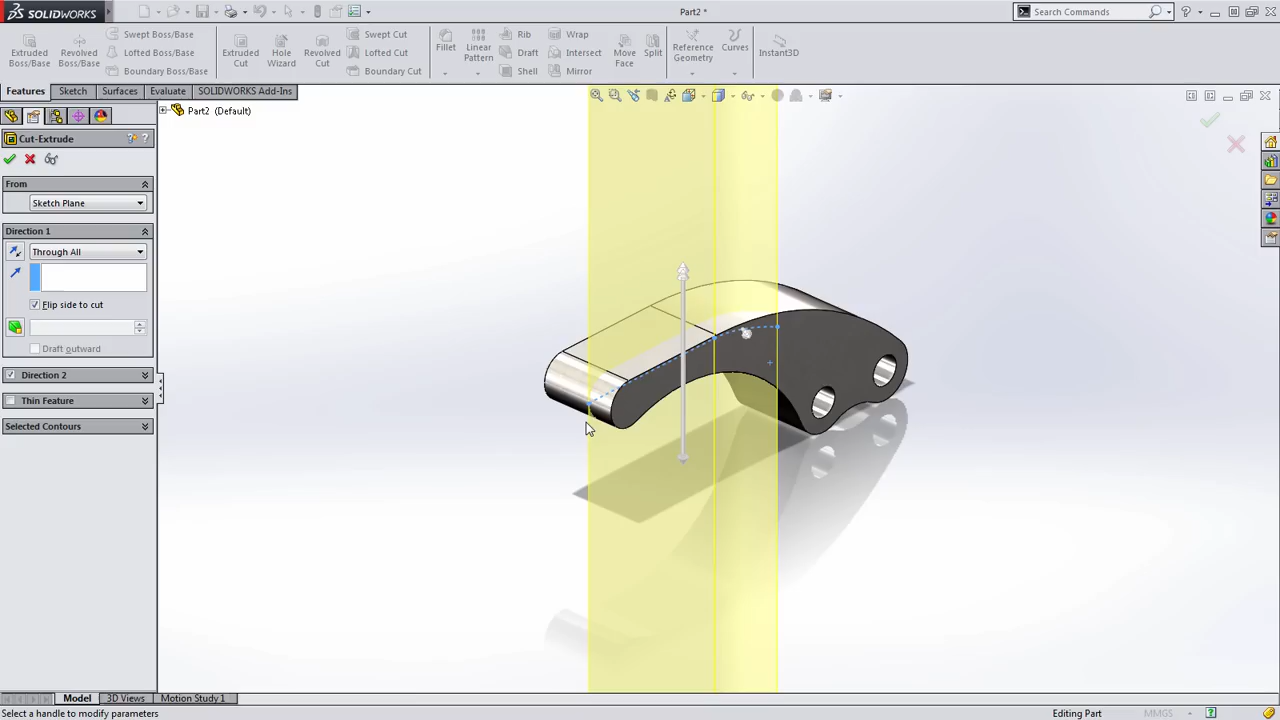 SOLIDWORKS
Part2 *
Search Commands
Extruded Boss/Base
Revolved Boss/Base
Swept Boss/Base
Lofted Boss/Base
Boundary Boss/Base
Extruded Cut
Hole Wizard
Revolved Cut
Swept Cut
Lofted Cut
Boundary Cut
Fillet
Linear Pattern
Rib
Draft
Shell
Wrap
Intersect
Mirror
Move Face
Split
Reference Geometry
Curves
Instant3D
Features
Sketch
Surfaces
Evaluate
SOLIDWORKS Add-Ins
Part2 (Default)
Cut-Extrude
From
Sketch Plane
Direction 1
Through All
Flip side to cut
Draft outward
Direction 2
Thin Feature
Selected Contours
Model
3D Views
Motion Study 1
Select a handle to modify parameters
Editing Part
MMGS